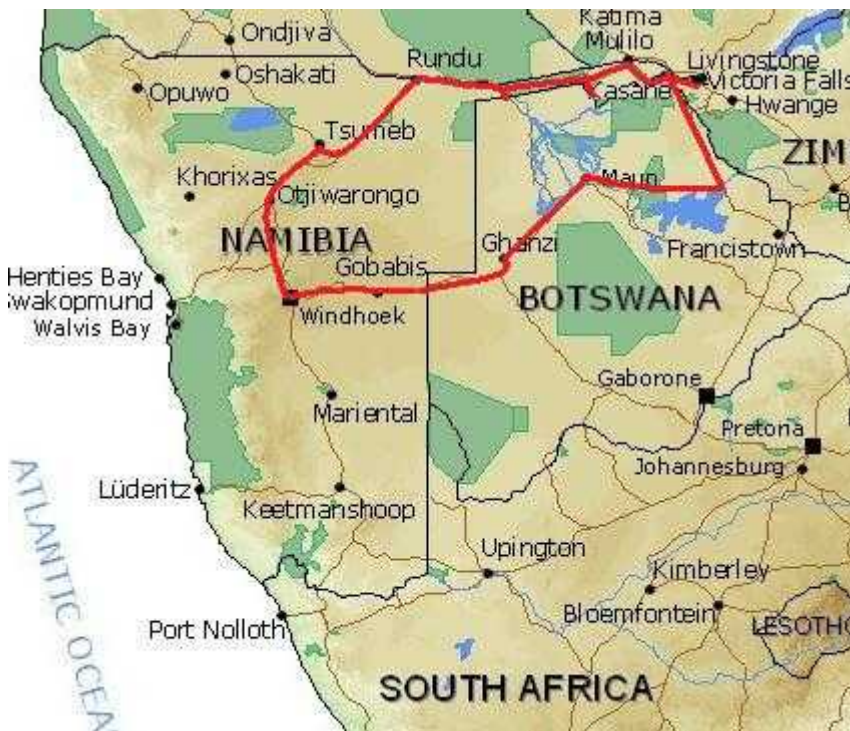 Ondjiva
Katima
Mulilo
Oshakati
Rundu
Livingstone
Victoria Falls
Opuwo
Kasane
Hwange
Tsumeb
ZIM
Khorixas
Otjiwarongo
Maun
B
NAMIBIA
Ghanzi
Francistown
Henties Bay
Gobabis
Swakopmund
BOTSWANA
Walvis Bay
Windhoek
Gaborone
Mariental
Pretoria
Johannesburg
Lüderitz
Keetmanshoop
ATLANTIC OCEA
Upington
Kimberley
Bloemfontein
Port Nolloth
LESOTHO
SOUTH AFRICA